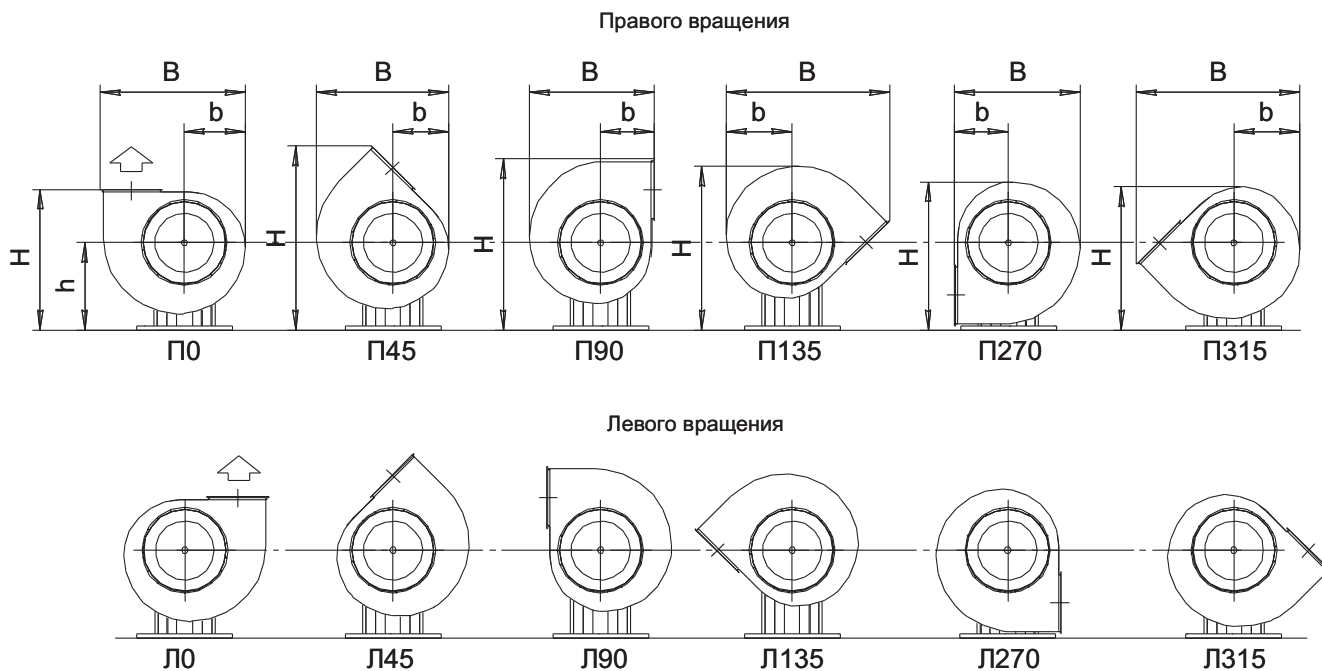 Правого вращения
B B B B B B
b b b b b b
H h H H H H H
П0 П45 П90 П135 П270 П315
Левого вращения
Л0 Л45 Л90 Л135 Л270 Л315